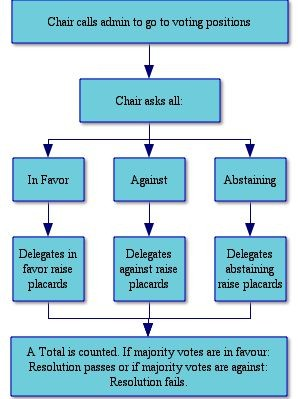 Chair calls admin to go to voting positions
Chair asks all:
In Favor
Against
Abstaining
Delegates in
favor raise
placards
Delegates
against raise
placards
Delegates
abstaining
raise placards
A Total is counted. If majority votes are in favour:
Resolution passes or if majority votes are against:
Resolution fails.